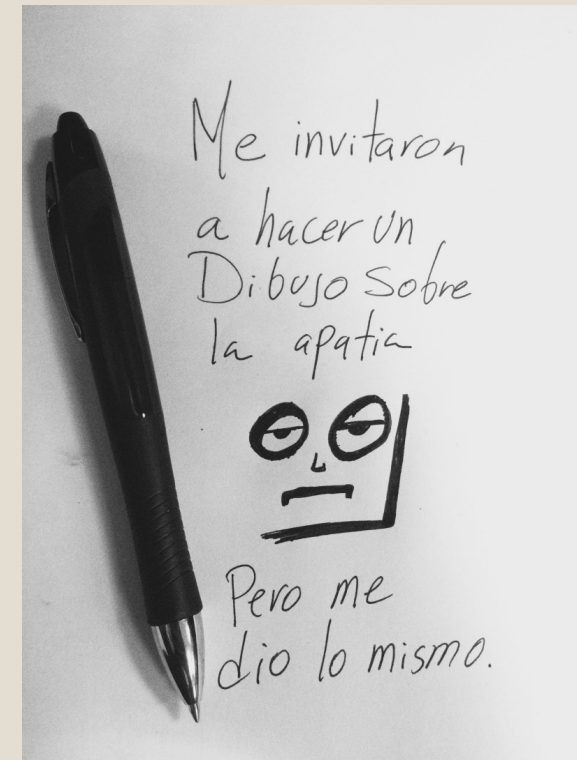 Me invitaron
a hacer un
Dibujo Sobre
la apatia
Pero me
dio lo mismo.